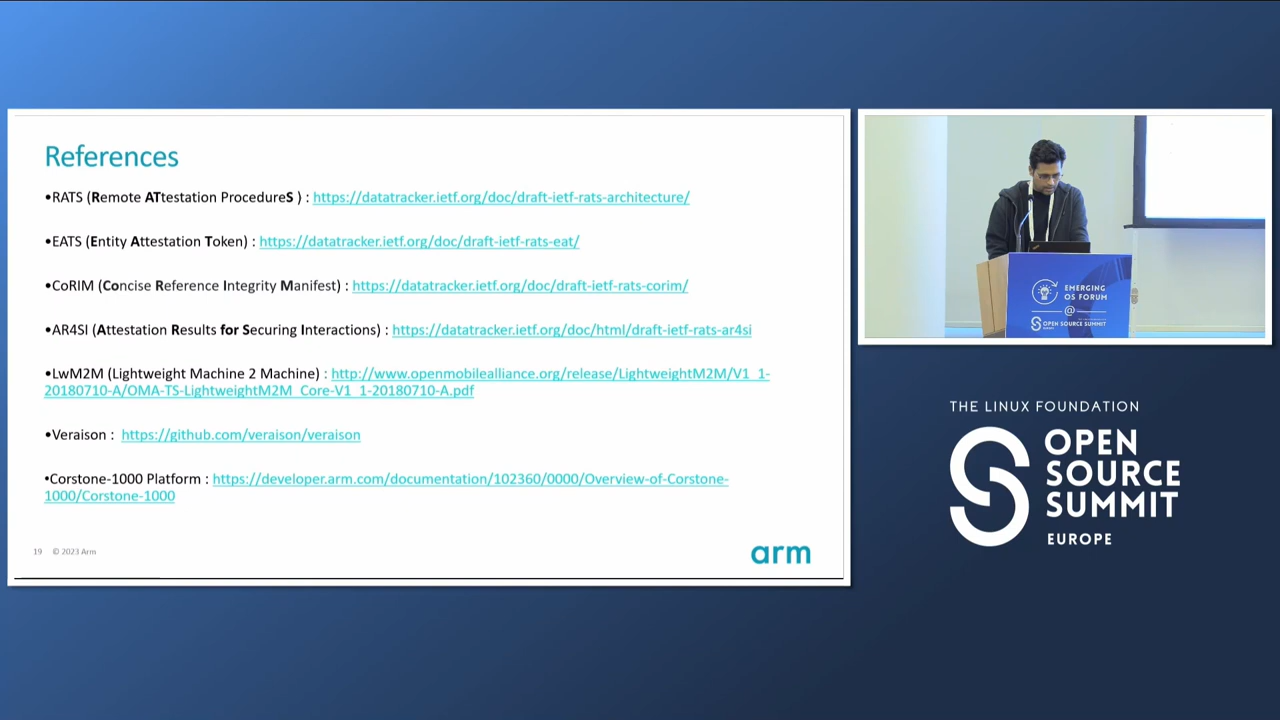 References
•RATS (Remote ATtestation ProcedureS ) : https://datatracker.ietf.org/doc/draft-ietf-rats-architecture/
•EATS (Entity Attestation Token) : https://datatracker.ietf.org/doc/draft-ietf-rats-eat/
•CoRIM (Concise Reference Integrity Manifest) : https://datatracker.ietf.org/doc/draft-ietf-rats-corim/
•AR4SI (Attestation Results for Securing Interactions) : https://datatracker.ietf.org/doc/html/draft-ietf-rats-ar4si
•LwM2M (Lightweight Machine 2 Machine) : http://www.openmobilealliance.org/release/LightweightM2M/V1_1-
20180710-A/OMA-TS-LightweightM2M_Core-V1_1-20180710-A.pdf
•Veraison : https://github.com/veraison/veraison
•Corstone-1000 Platform : https://developer.arm.com/documentation/102360/0000/Overview-of-Corstone-
1000/Corstone-1000
19 © 2023 Arm
arm
EMERGING
OS FORUM
@
OPEN SOURCE SUMMIT
THE LINUX FOUNDATION
OPEN
SOURCE
SUMMIT
EUROPE